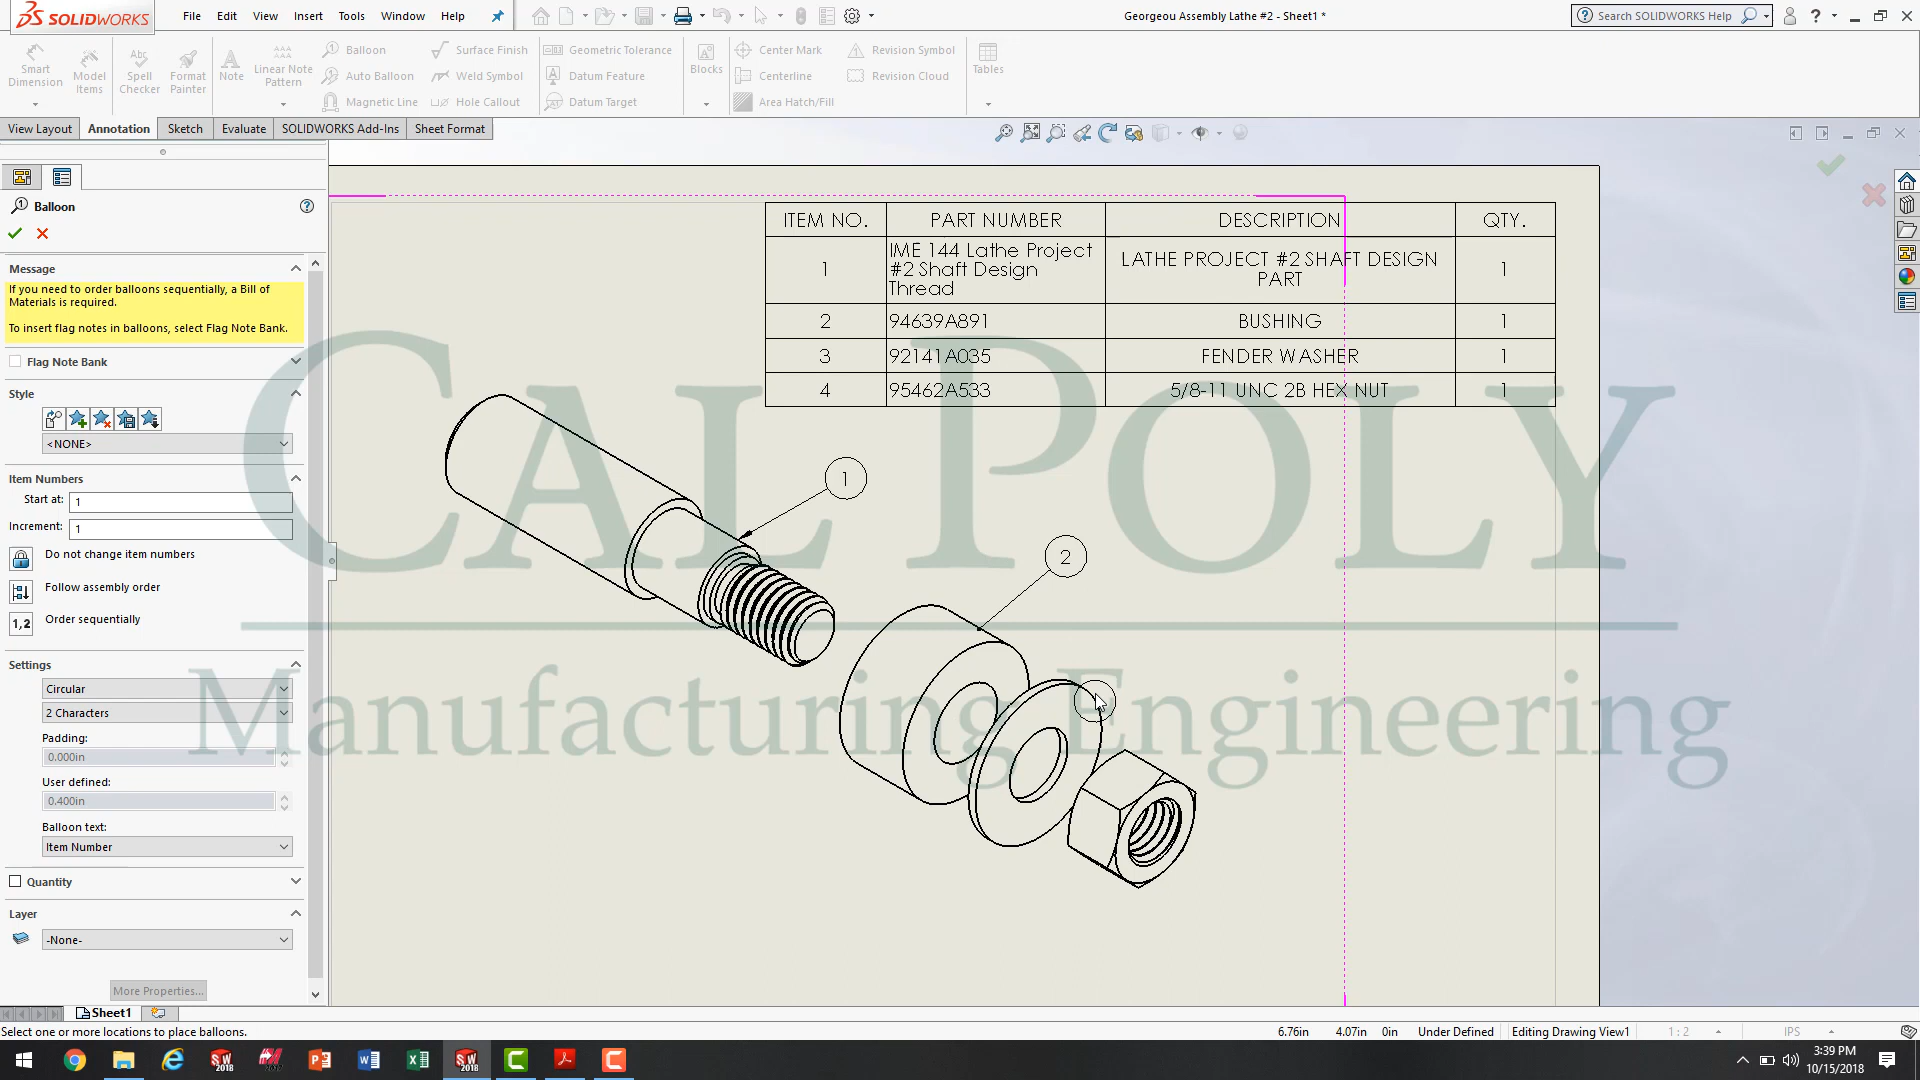 SOLIDWORKS
File Edit View Insert Tools Window Help
Georgeou Assembly Lathe #2 - Sheet1 *
Search SOLIDWORKS Help
Smart Dimension
Model Items
Spell Checker
Format Painter
Note
Linear Note Pattern
Balloon
Auto Balloon
Magnetic Line
Surface Finish
Weld Symbol
Hole Callout
Geometric Tolerance
Datum Feature
Datum Target
Blocks
Center Mark
Centerline
Area Hatch/Fill
Revision Symbol
Revision Cloud
Tables
View Layout Annotation Sketch Evaluate SOLIDWORKS Add-Ins Sheet Format
Balloon
Message
If you need to order balloons sequentially, a Bill of
Materials is required.
To insert flag notes in balloons, select Flag Note Bank.
Flag Note Bank
Style
<NONE>
Item Numbers
Start at: 1
Increment: 1
Do not change item numbers
Follow assembly order
1,2 Order sequentially
Settings
Circular
2 Characters
Padding:
0.000in
User defined:
0.400in
Balloon text:
Item Number
Quantity
Layer
-None-
More Properties...
ITEM NO. PART NUMBER DESCRIPTION QTY.
1 IME 144 Lathe Project #2 Shaft Design Thread LATHE PROJECT #2 SHAFT DESIGN PART 1
2 94639A891 BUSHING 1
3 92141A035 FENDER WASHER 1
4 95462A533 5/8-11 UNC 2B HEX NUT 1
1
2
CAL POLY
Manufacturing Engineering
Sheet1
Select one or more locations to place balloons.
6.76in 4.07in 0in Under Defined Editing Drawing View1 1 : 2 IPS
3:39 PM
10/15/2018